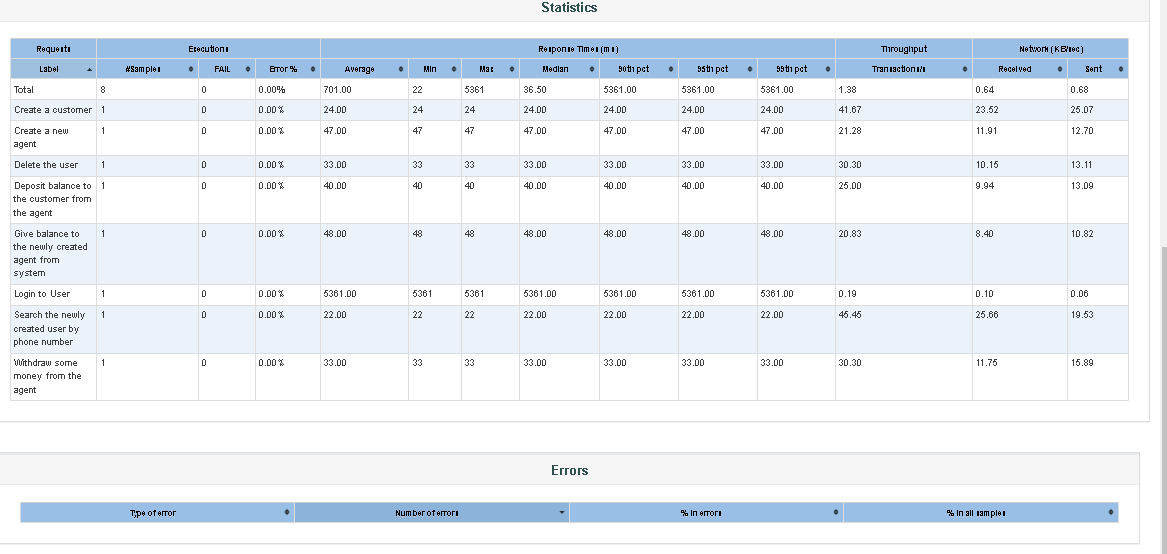 Statistics
Requests Executions Response Times (ms) Throughput Network (KB/sec)
Label #Samples FAIL Error % Average Min Max Median 90th pct 95th pct 99th pct Transactions/s Received Sent
Total 8 0 0.00% 701.00 22 5361 36.50 5361.00 5361.00 5361.00 1.38 0.64 0.68
Create a customer 1 0 0.00% 24.00 24 24 24.00 24.00 24.00 24.00 41.67 23.52 25.07
Create a new 1 0 0.00% 47.00 47 47 47.00 47.00 47.00 47.00 21.28 11.91 12.70
agent
Delete the user 1 0 0.00% 33.00 33 33 33.00 33.00 33.00 33.00 30.30 10.15 13.11
Deposit balance to 1 0 0.00% 40.00 40 40 40.00 40.00 40.00 40.00 25.00 9.94 13.09
the customer from
the agent
Give balance to 1 0 0.00% 48.00 48 48 48.00 48.00 48.00 48.00 20.83 8.40 10.82
the newly created
agent from
system
Login to User 1 0 0.00% 5361.00 5361 5361 5361.00 5361.00 5361.00 5361.00 0.19 0.10 0.06
Search the newly 1 0 0.00% 22.00 22 22 22.00 22.00 22.00 22.00 45.45 25.66 19.53
created user by
phone number
Withdraw some 1 0 0.00% 33.00 33 33 33.00 33.00 33.00 33.00 30.30 11.75 15.89
money from the
agent
Errors
Type of error Number of errors % in errors % in all samples